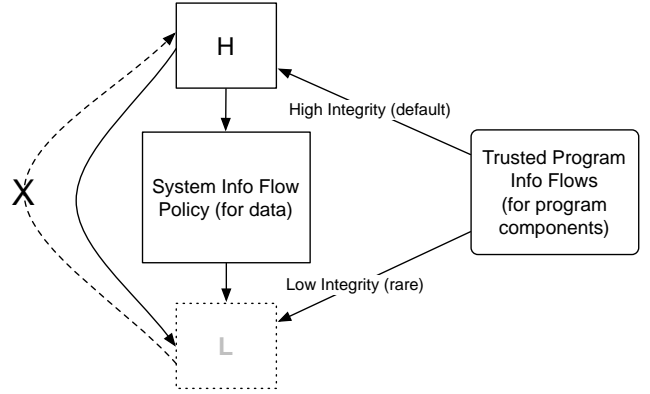 H
High Integrity (default)
X
System Info Flow
Policy (for data)
Trusted Program
Info Flows
(for program
components)
Low Integrity (rare)
L